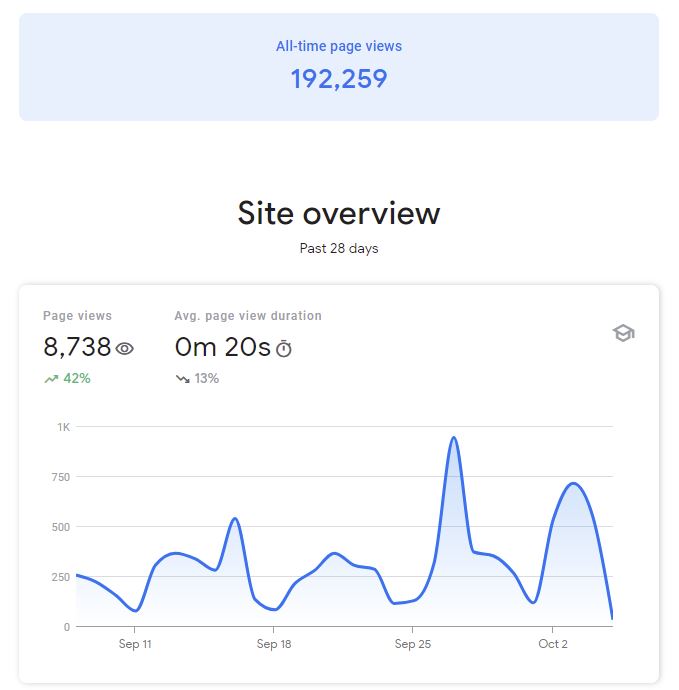 All-time page views
192,259
Site overview
Past 28 days
Page views
Avg. page view duration
8,738
0m 20s
42%
13%
1K
750
500
250
0
Sep 11
Sep 18
Sep 25
Oct 2